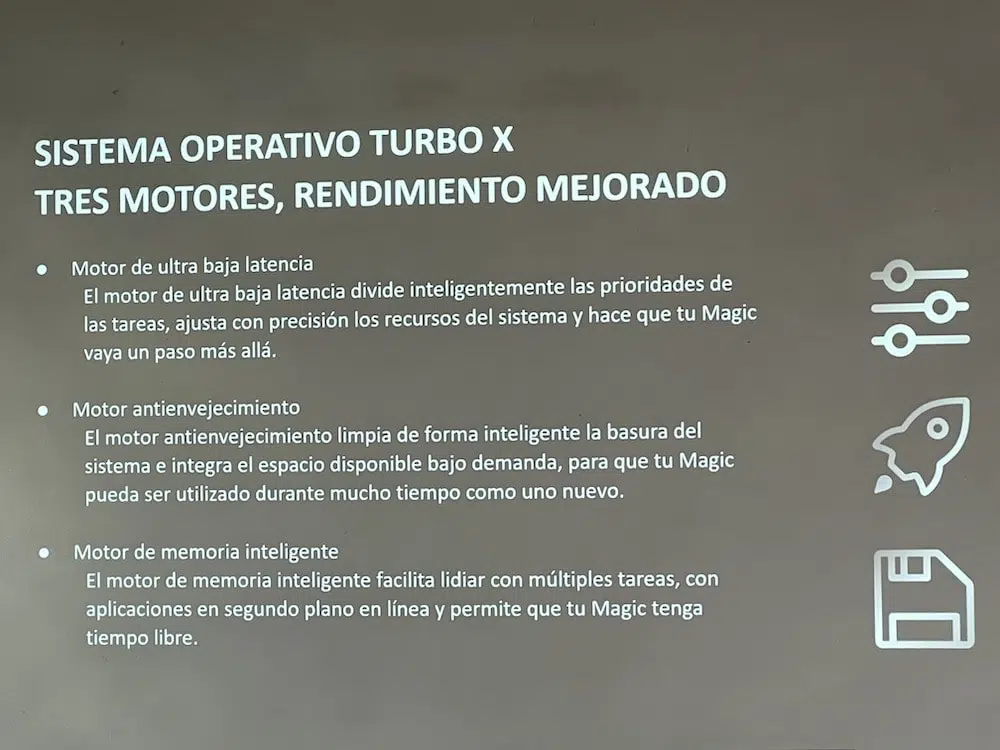 SISTEMA OPERATIVO TURBO X
TRES MOTORES, RENDIMIENTO MEJORADO
● Motor de ultra baja latencia
El motor de ultra baja latencia divide inteligentemente las prioridades de
las tareas, ajusta con precisión los recursos del sistema y hace que tu Magic
vaya un paso más allá.
● Motor antienvejecimiento
El motor antienvejecimiento limpia de forma inteligente la basura del
sistema e integra el espacio disponible bajo demanda, para que tu Magic
pueda ser utilizado durante mucho tiempo como uno nuevo.
● Motor de memoria inteligente
El motor de memoria inteligente facilita lidiar con múltiples tareas, con
aplicaciones en segundo plano en línea y permite que tu Magic tenga
tiempo libre.